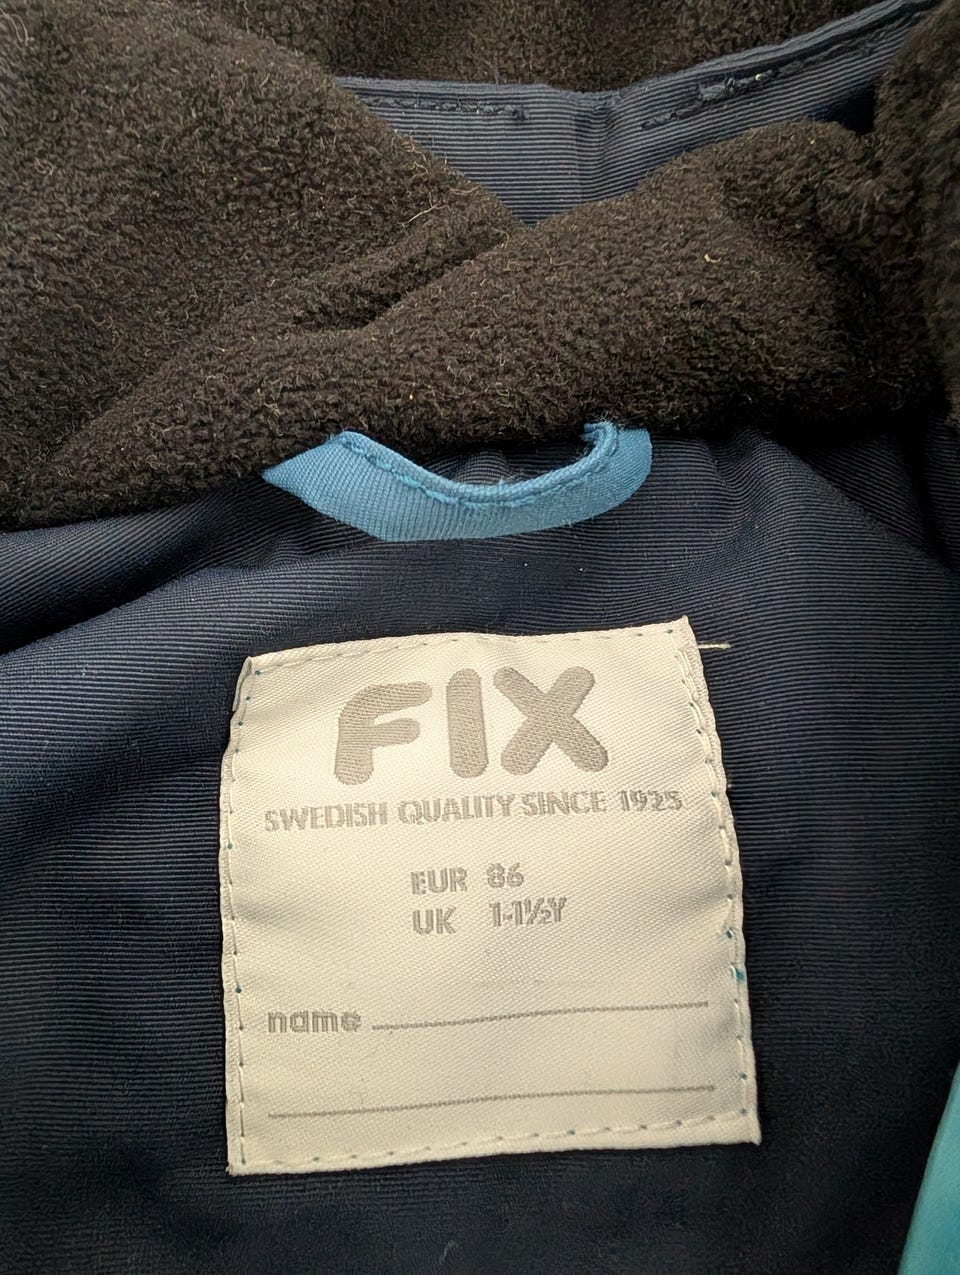 FIX
SWEDISH QUALITY SINCE 1925
EUR 86
UK 1-1½Y
name